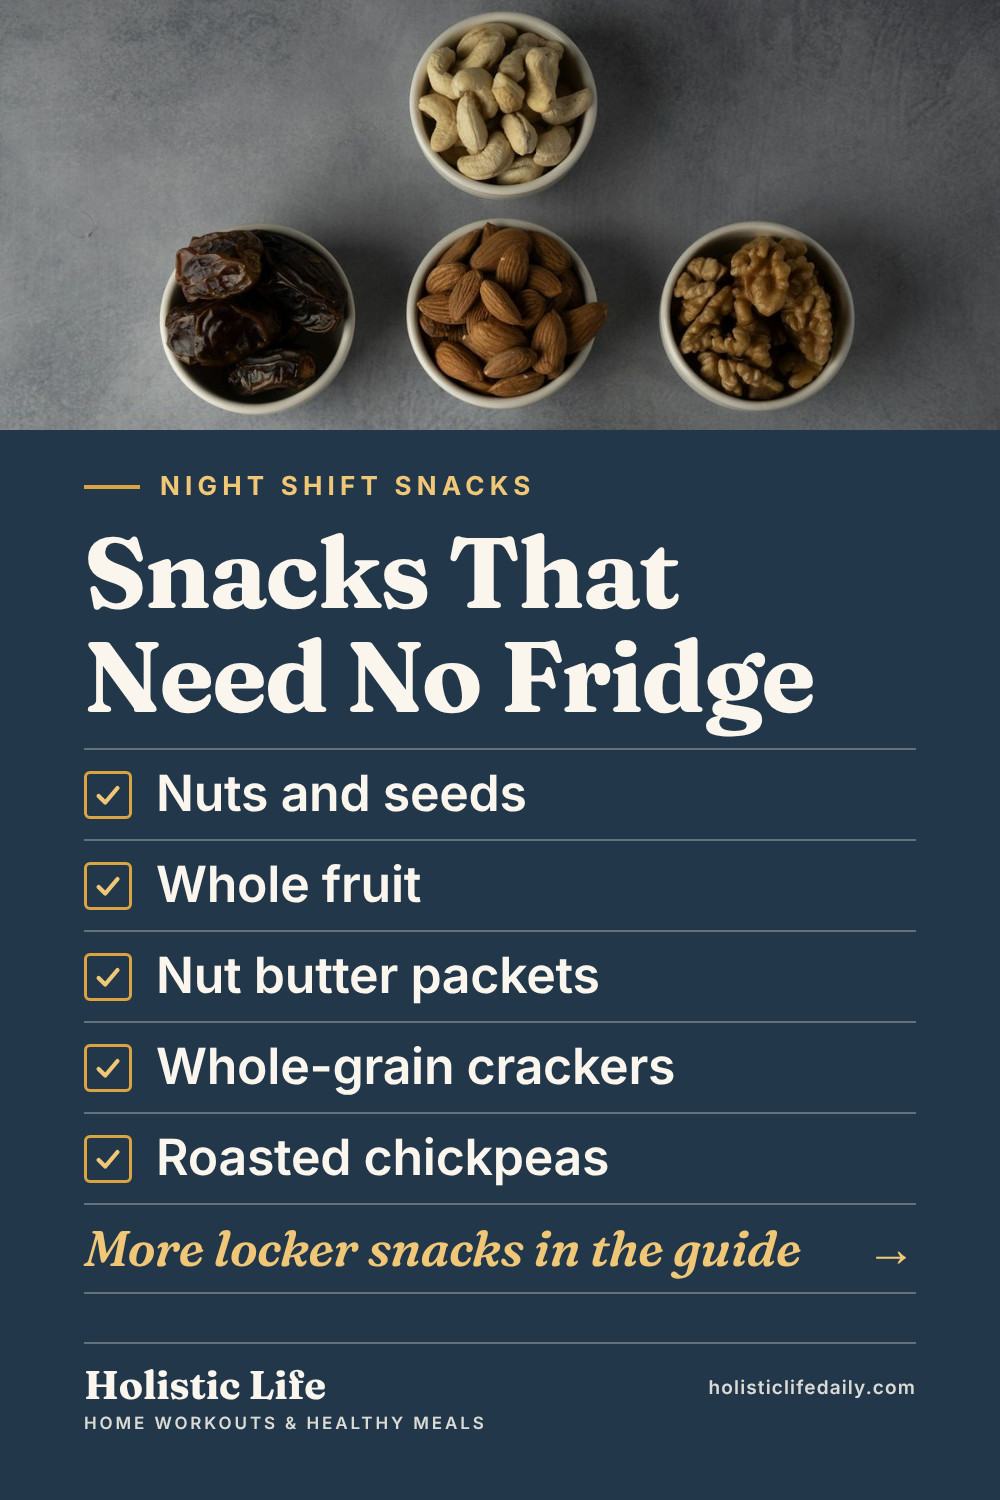 NIGHT SHIFT SNACKS
Snacks That
Need No Fridge
Nuts and seeds
Whole fruit
Nut butter packets
Whole-grain crackers
Roasted chickpeas
More locker snacks in the guide →
Holistic Life
HOME WORKOUTS & HEALTHY MEALS
holisticlifedaily.com